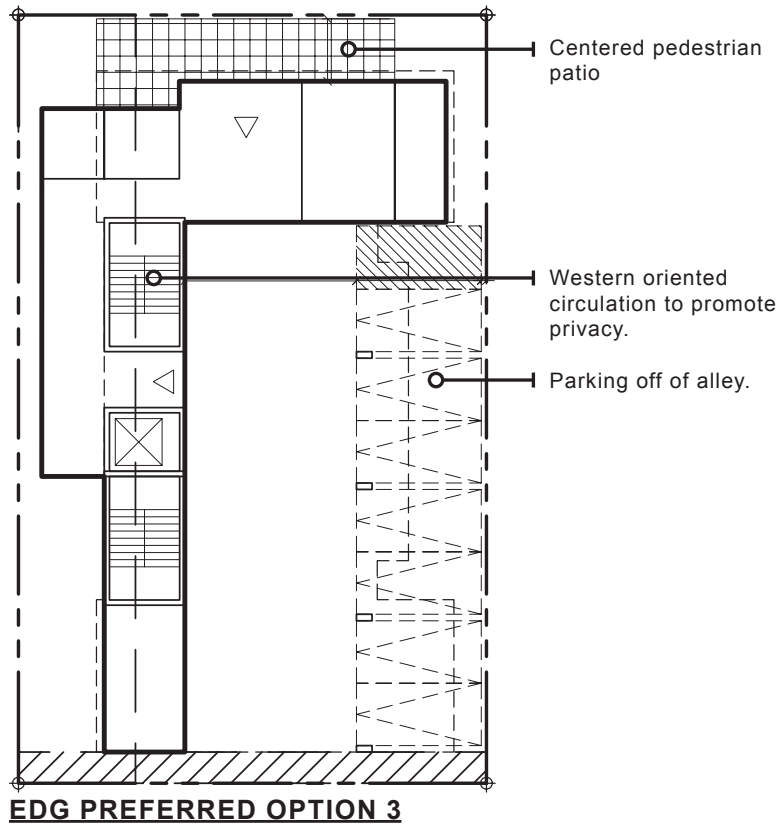 Centered pedestrian
patio
Western oriented
circulation to promote
privacy.
Parking off of alley.
EDG PREFERRED OPTION 3